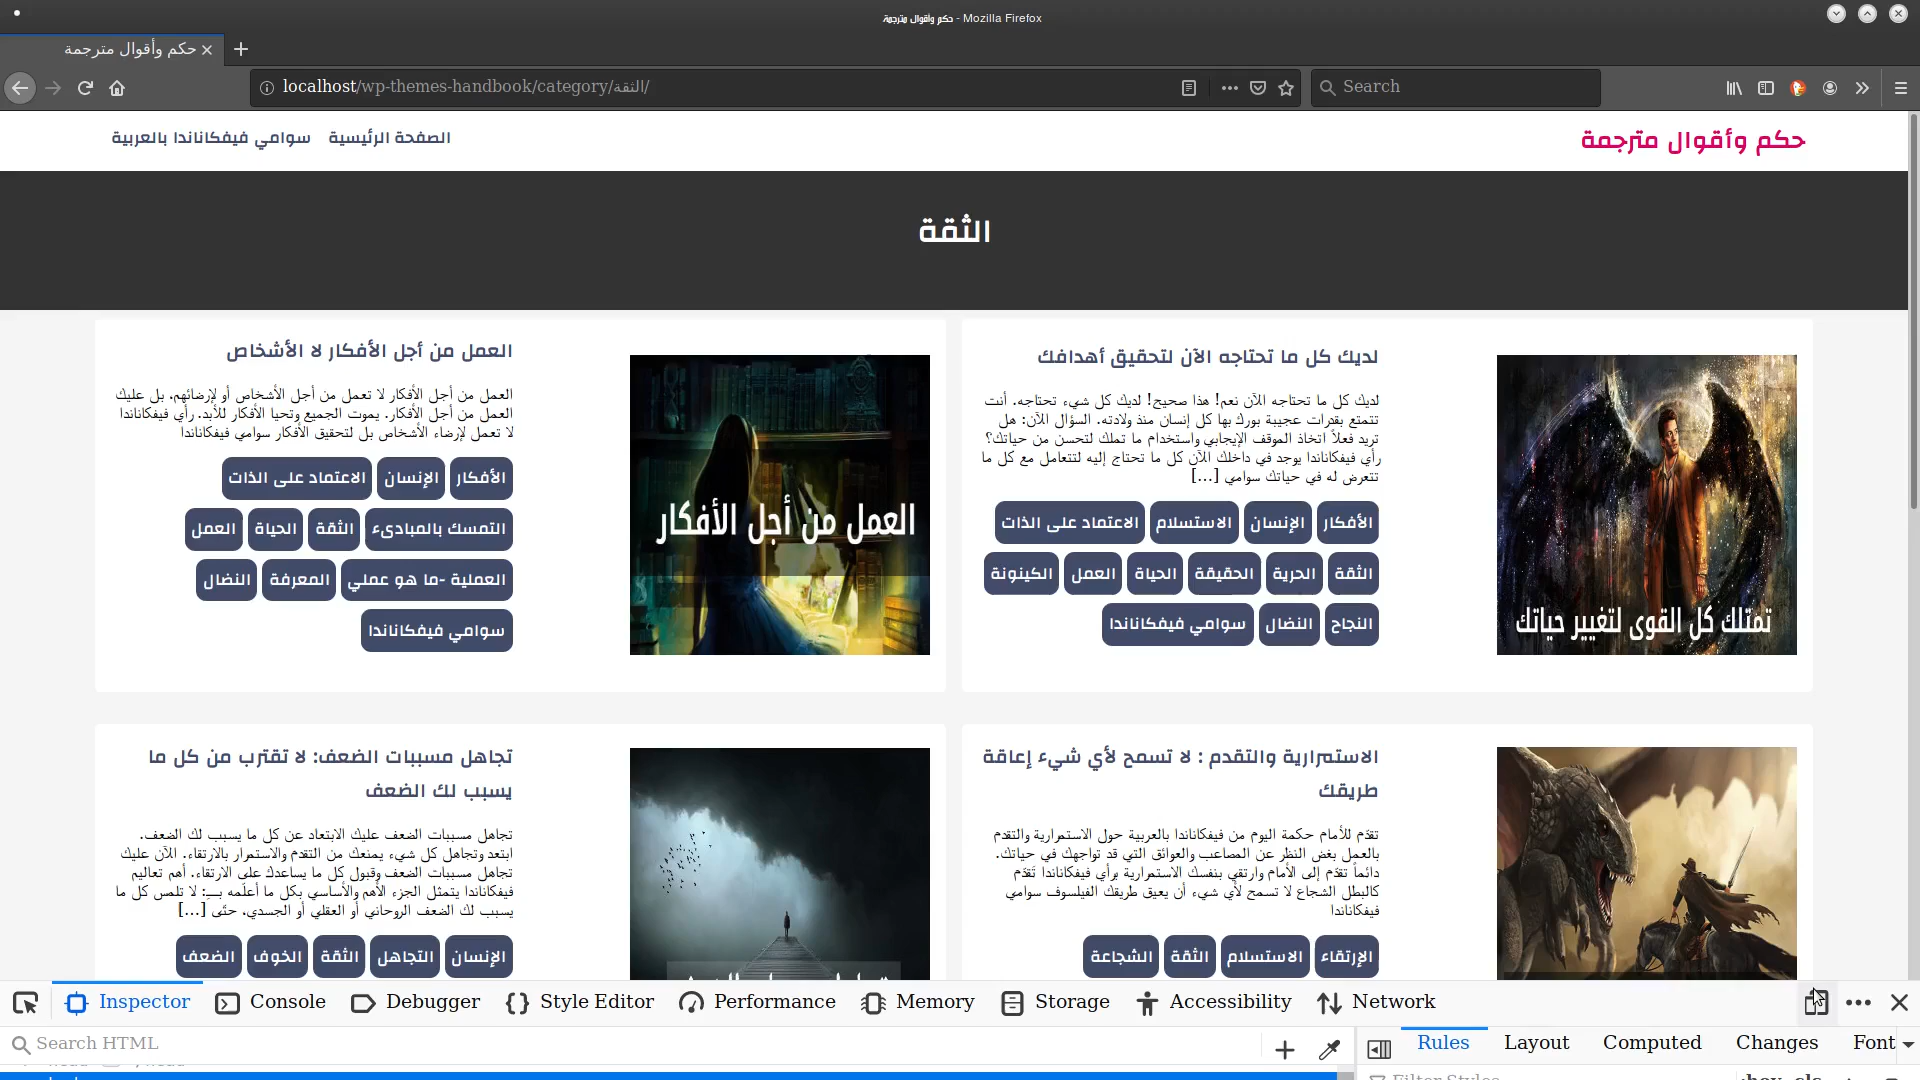 حكم وأقوال مترجمة - Mozilla Firefox
حكم وأقوال مترجمة
localhost/wp-themes-handbook/category/الثقة/
Search
حكم وأقوال مترجمة
الصفحة الرئيسية
سوامي فيفكاناندا بالعربية
الثقة
لديك كل ما تحتاجه الآن لتحقيق أهدافك
لديك كل ما تحتاجه الآن نعم! هذا صحيح! لديك كل شيء تحتاجه. أنت
تتمتع بقدرات عجيبة بورك بها كل إنسان منذ ولادته. السؤال الآن: هل
تريد فعلاً اتخاذ الموقف الإيجابي واستخدام ما تملك لتحسن من حياتك؟
رأي فيفكاناندا يوجد في داخلك الآن كل ما تحتاج إليه لتتعامل مع كل ما
تتعرض له في حياتك سوامي [...]
الأفكار الإنسان الاستسلام الاعتماد على الذات
الثقة الحرية الحقيقة الحياة العمل الكينونة
النجاح النضال سوامي فيفكاناندا
تمتلك كل القوى لتغيير حياتك
العمل من أجل الأفكار لا الأشخاص
العمل من أجل الأفكار لا تعمل من أجل الأشخاص أو لإرضائهم. بل عليك
العمل من أجل الأفكار. يموت الجميع وتحيا الأفكار للأبد. رأي فيفكاناندا
لا تعمل لإرضاء الأشخاص بل لتحقيق الأفكار سوامي فيفكاناندا
الأفكار الإنسان الاعتماد على الذات
التمسك بالمبادىء الثقة الحياة العمل
العملية -ما هو عملي المعرفة النضال
سوامي فيفكاناندا
العمل من أجل الأفكار
الاستمرارية والتقدم : لا تسمح لأي شيء إعاقة
طريقك
تقدّم للأمام حكمة اليوم من فيفكاناندا بالعربية حول الاستمرارية والتقدم
بالعمل بغض النظر عن المصاعب والعوائق التي قد تواجهك في حياتك.
دائماً تقدّم إلى الأمام وارتقي بنفسك الاستمرارية برأي فيفكاناندا تَقدّم
كالبطل الشجاع لا تسمح لأي شيء أن يعيق طريقك الفيلسوف سوامي
فيفكاناندا
الإرتقاء الاستسلام الثقة الشجاعة
تجاهل مسببات الضعف: لا تقترب من كل ما
يسبب لك الضعف
تجاهل مسببات الضعف عليك الابتعاد عن كل ما يسبب لك الضعف.
ابتعد وتجاهل كل شيء يمنعك من التقدم والاستمرار بالارتقاء. الآن عليك
تجاهل مسببات الضعف وقبول كل ما يساعدك على الارتقاء. أهم تعاليم
فيفكاناندا يتمثل الجزء الأهم والأساسي بكل ما أعلّمه بـِ: لا تلمس كل ما
يسبب لك الضعف الروحاني أو العقلي أو الجسدي. حتّى [...]
الإنسان التجاهل الثقة الخوف الضعف
Inspector Console Debugger Style Editor Performance Memory Storage Accessibility Network
Search HTML
Rules Layout Computed Changes Font
Filter Styles
:hov .cls